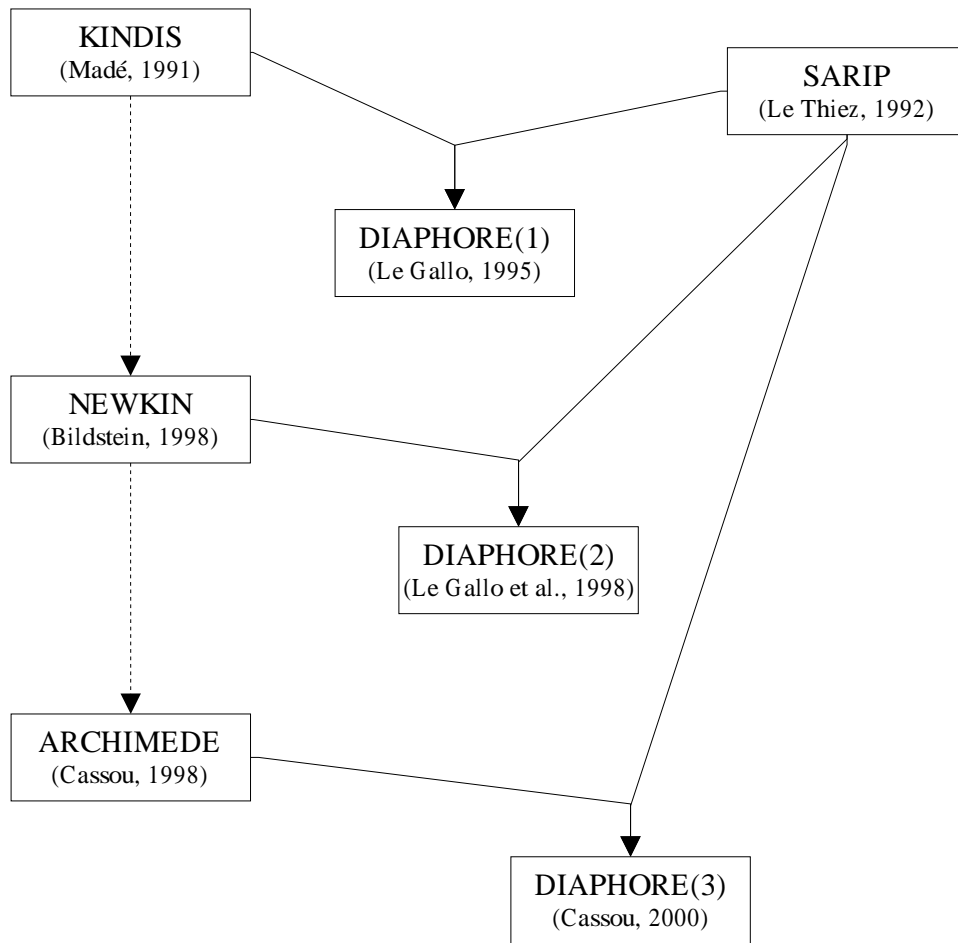 KINDIS
(Madé, 1991)
SARIP
(Le Thiez, 1992)
DIAPHORE(1)
(Le Gallo, 1995)
NEWKIN
(Bildstein, 1998)
DIAPHORE(2)
(Le Gallo et al., 1998)
ARCHIMEDE
(Cassou, 1998)
DIAPHORE(3)
(Cassou, 2000)